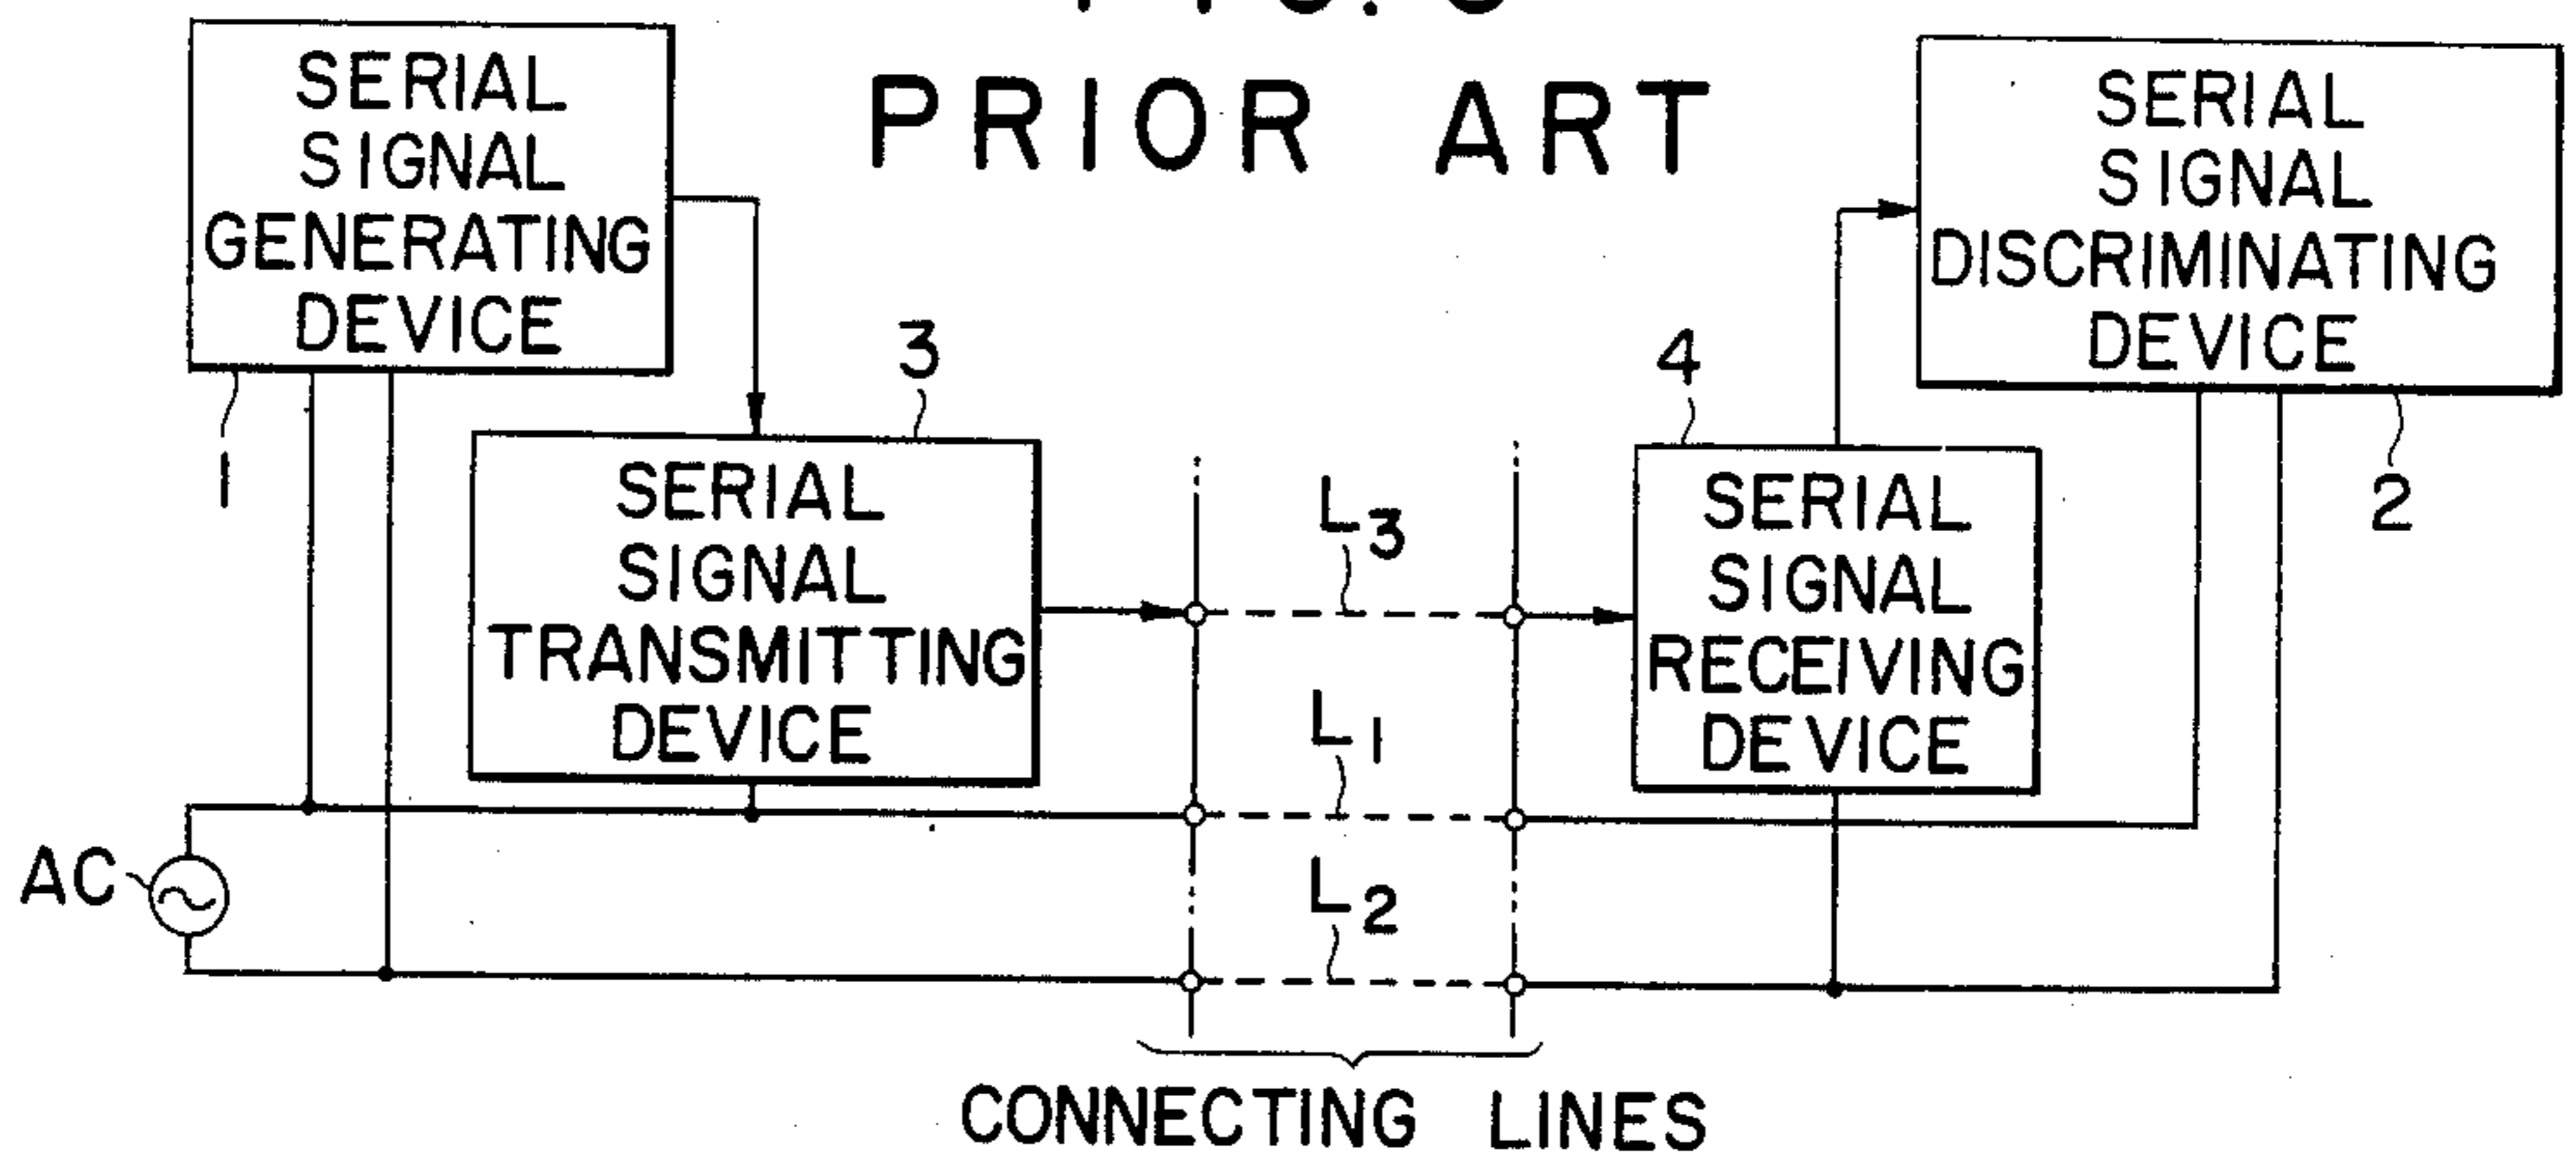 PRIOR ART
SERIAL
SIGNAL
GENERATING
DEVICE
1
SERIAL
SIGNAL
TRANSMITTING
DEVICE
3
L3
L1
L2
SERIAL
SIGNAL
RECEIVING
DEVICE
4
SERIAL
SIGNAL
DISCRIMINATING
DEVICE
2
AC
CONNECTING LINES